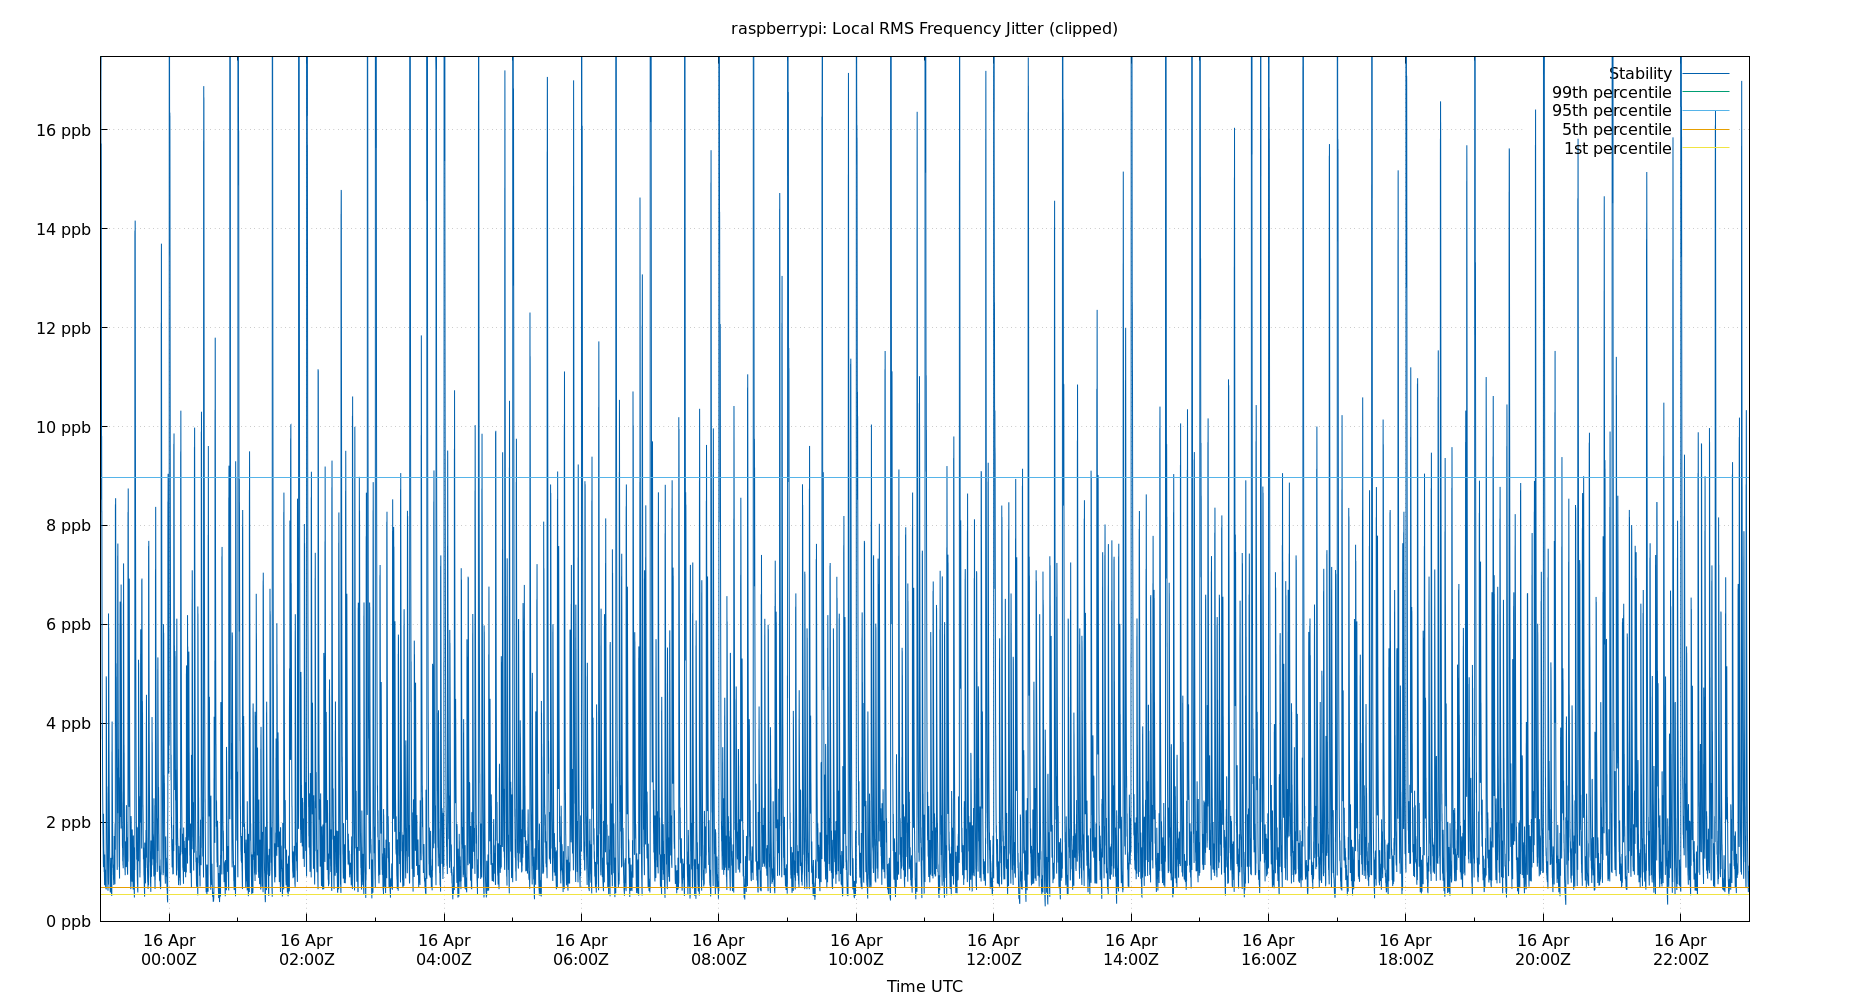 raspberrypi: Local RMS Frequency Jitter (clipped)
Stability
99th percentile
95th percentile
5th percentile
1st percentile
16 ppb
14 ppb
12 ppb
10 ppb
8 ppb
6 ppb
4 ppb
2 ppb
0 ppb
16 Apr 16 Apr 16 Apr 16 Apr 16 Apr 16 Apr 16 Apr 16 Apr 16 Apr 16 Apr 16 Apr 16 Apr
00:00Z 02:00Z 04:00Z 06:00Z 08:00Z 10:00Z 12:00Z 14:00Z 16:00Z 18:00Z 20:00Z 22:00Z
Time UTC